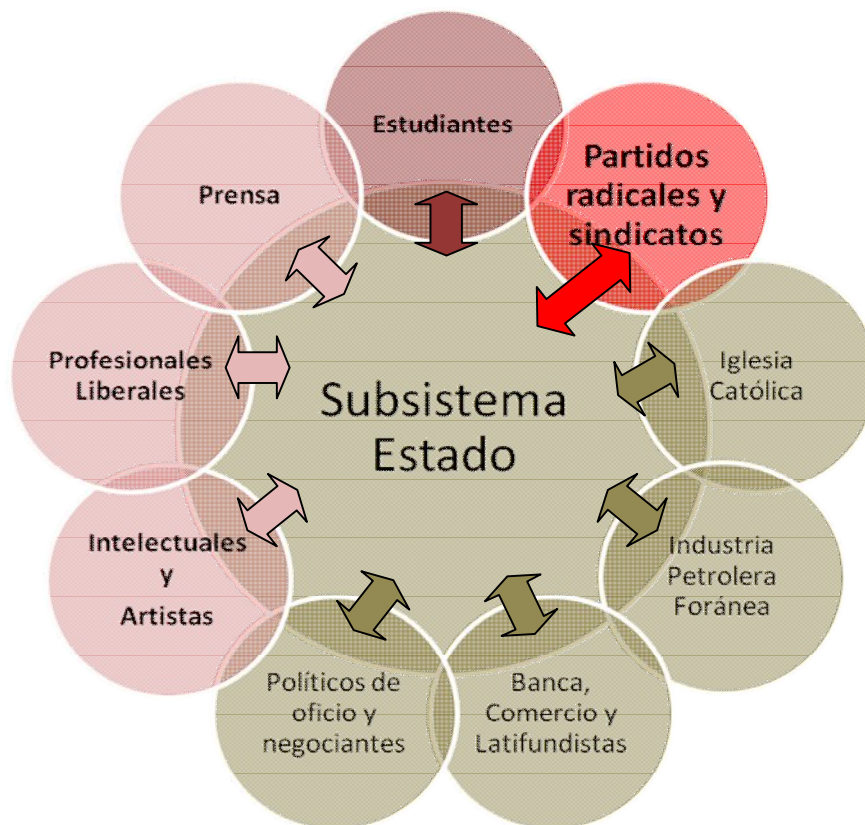 Estudiantes
Partidos
radicales y
sindicatos
Prensa
Profesionales
Liberales
Iglesia
Católica
Subsistema
Estado
Intelectuales
y
Artistas
Industria
Petrolera
Foránea
Políticos de
oficio y
negociantes
Banca,
Comercio y
Latifundistas